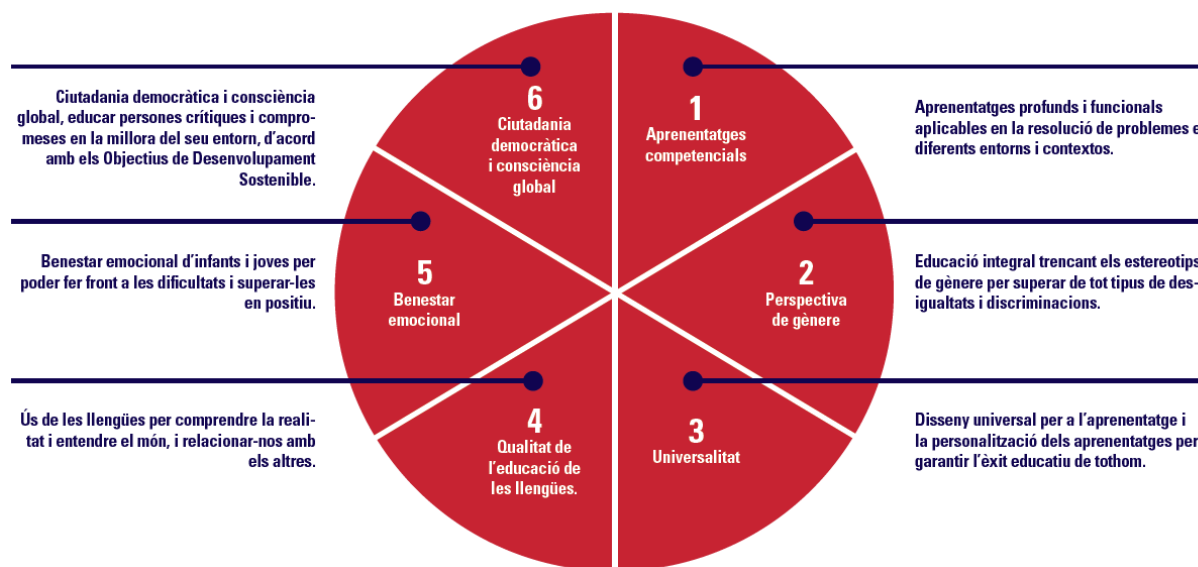 6
Ciutadania
democràtica
i consciència
global
1
Aprenentatges
competencials
Ciutadania democràtica i consciència
global, educar persones crítiques i compro-
meses en la millora del seu entorn, d’acord
amb els Objectius de Desenvolupament
Sostenible.
Aprenentatges profunds i funcionals
aplicables en la resolució de problemes e
diferents entorns i contextos.
5
Benestar
emocional
2
Perspectiva
de gènere
Benestar emocional d’infants i joves per
poder fer front a les dificultats i superar-les
en positiu.
Educació integral trencant els estereotips
de gènere per superar de tot tipus de des-
igualtats i discriminacions.
4
Qualitat de
l’educació de
les llengües.
3
Universalitat
Ús de les llengües per comprendre la reali-
tat i entendre el món, i relacionar-nos amb
els altres.
Disseny universal per a l’aprenentatge i
la personalització dels aprenentatges per
garantir l’èxit educatiu de tothom.